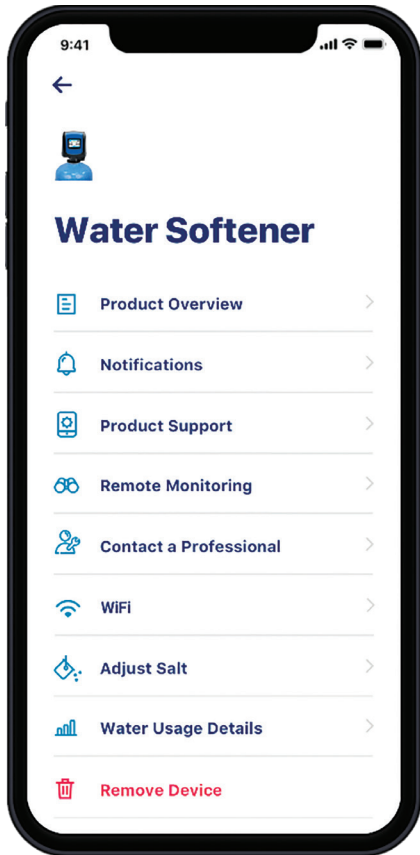 9:41
Water Softener
Product Overview
Notifications
Product Support
Remote Monitoring
Contact a Professional
WiFi
Adjust Salt
Water Usage Details
Remove Device